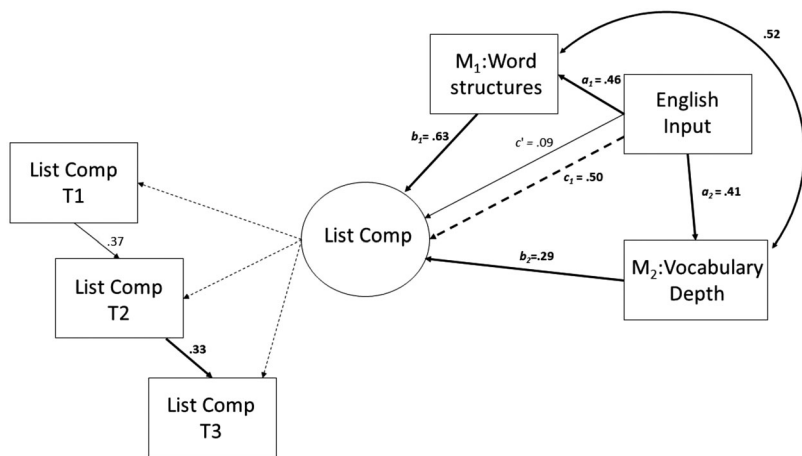 .52
M₁:Word
structures
a₁ = .46
English
Input
b₁= .63
c' = .09
c₁ = .50
a₂ = .41
List Comp
T1
.37
List Comp
b₂=.29
M₂:Vocabulary
Depth
List Comp
T2
.33
List Comp
T3